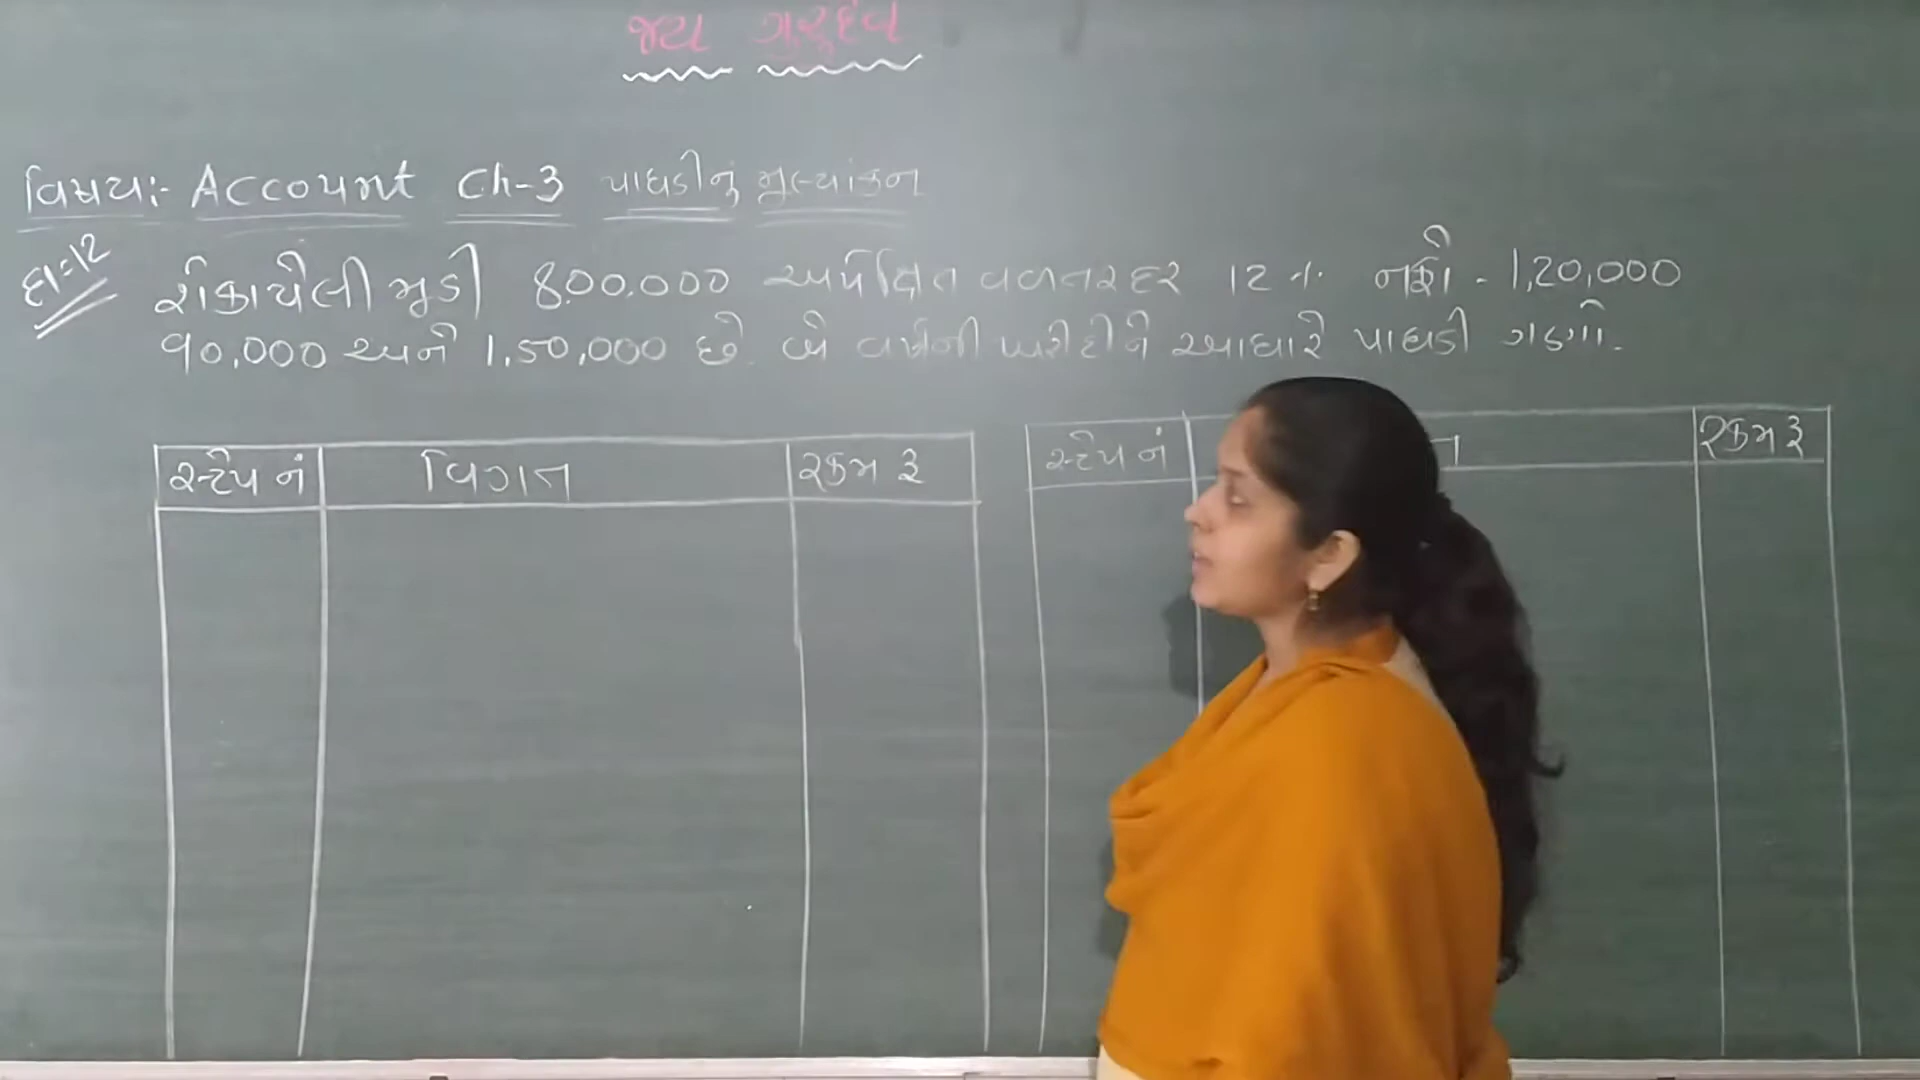 જય ગુરુદેવ
વિષય:- Account Ch-3 પાઘડીનું મુલ્યાંકન
દા=12 રોકાયેલી મુડી 8,00,000 અપેક્ષિત વળતરદર 12 % નફો - 1,20,000
90,000 અને 1,50,000 છે. બે વર્ષની ખરીદીને આધારે પાઘડી ગણો.
સ્ટેપ નં વિગત રકમ રૂ
સ્ટેપ નં ત રકમ રૂ